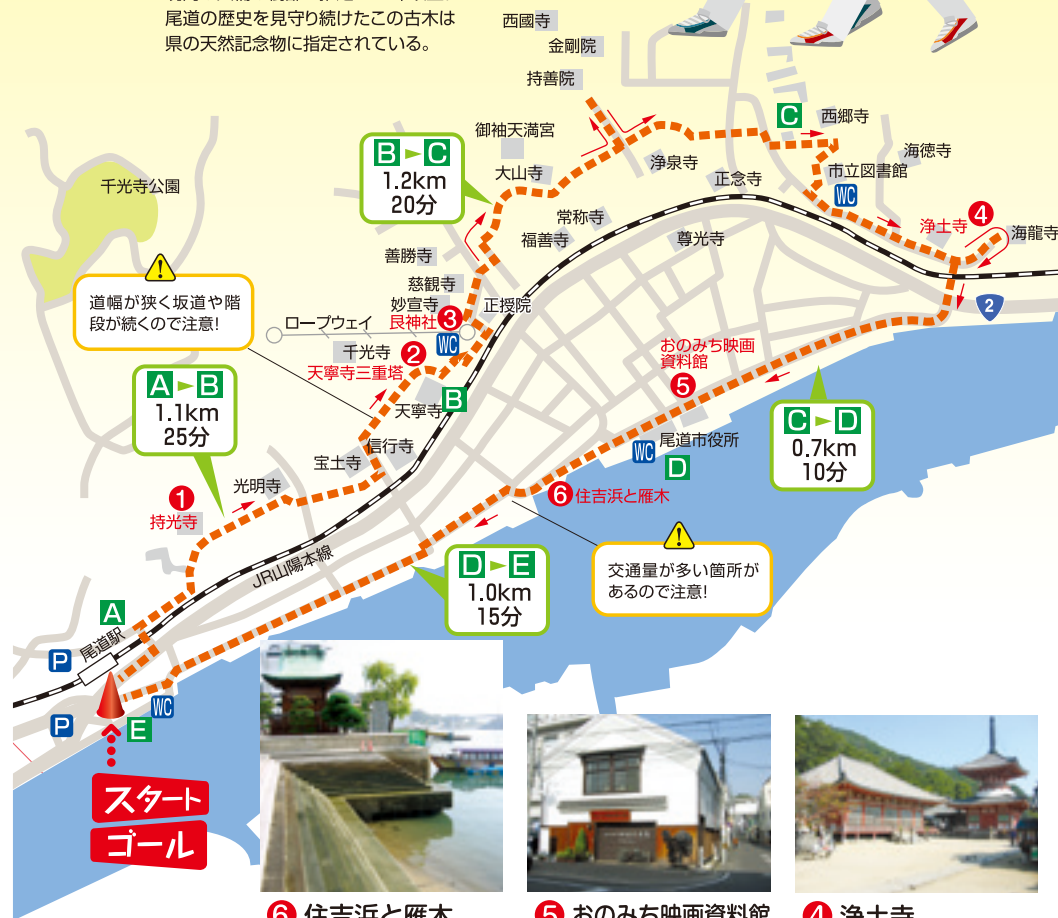 尾道の歴史を見守り続けたこの古木は
県の天然記念物に指定されている。
西國寺
金剛院
持善院
御袖天満宮
大山寺
B C
1.2km
20分
C
西郷寺
浄泉寺
正念寺
海徳寺
市立図書館
WC
浄土寺 4
海龍寺
千光寺公園
常称寺
福善寺
尊光寺
善勝寺
慈観寺
妙宣寺
正授院
艮神社 3
WC
ロープウェイ
千光寺
2
天寧寺三重塔
天寧寺
B
道幅が狭く坂道や階
段が続くので注意!
A B
1.1km
25分
信行寺
宝土寺
光明寺
1
持光寺
2
おのみち映画
資料館
5
尾道市役所
WC
D
C D
0.7km
10分
6 住吉浜と雁木
交通量が多い箇所が
あるので注意!
D E
1.0km
15分
JR山陽本線
A
尾道駅
P
P
WC
E
スタート
ゴール
6 住吉浜と雁木
5 おのみち映画資料館
4 浄土寺